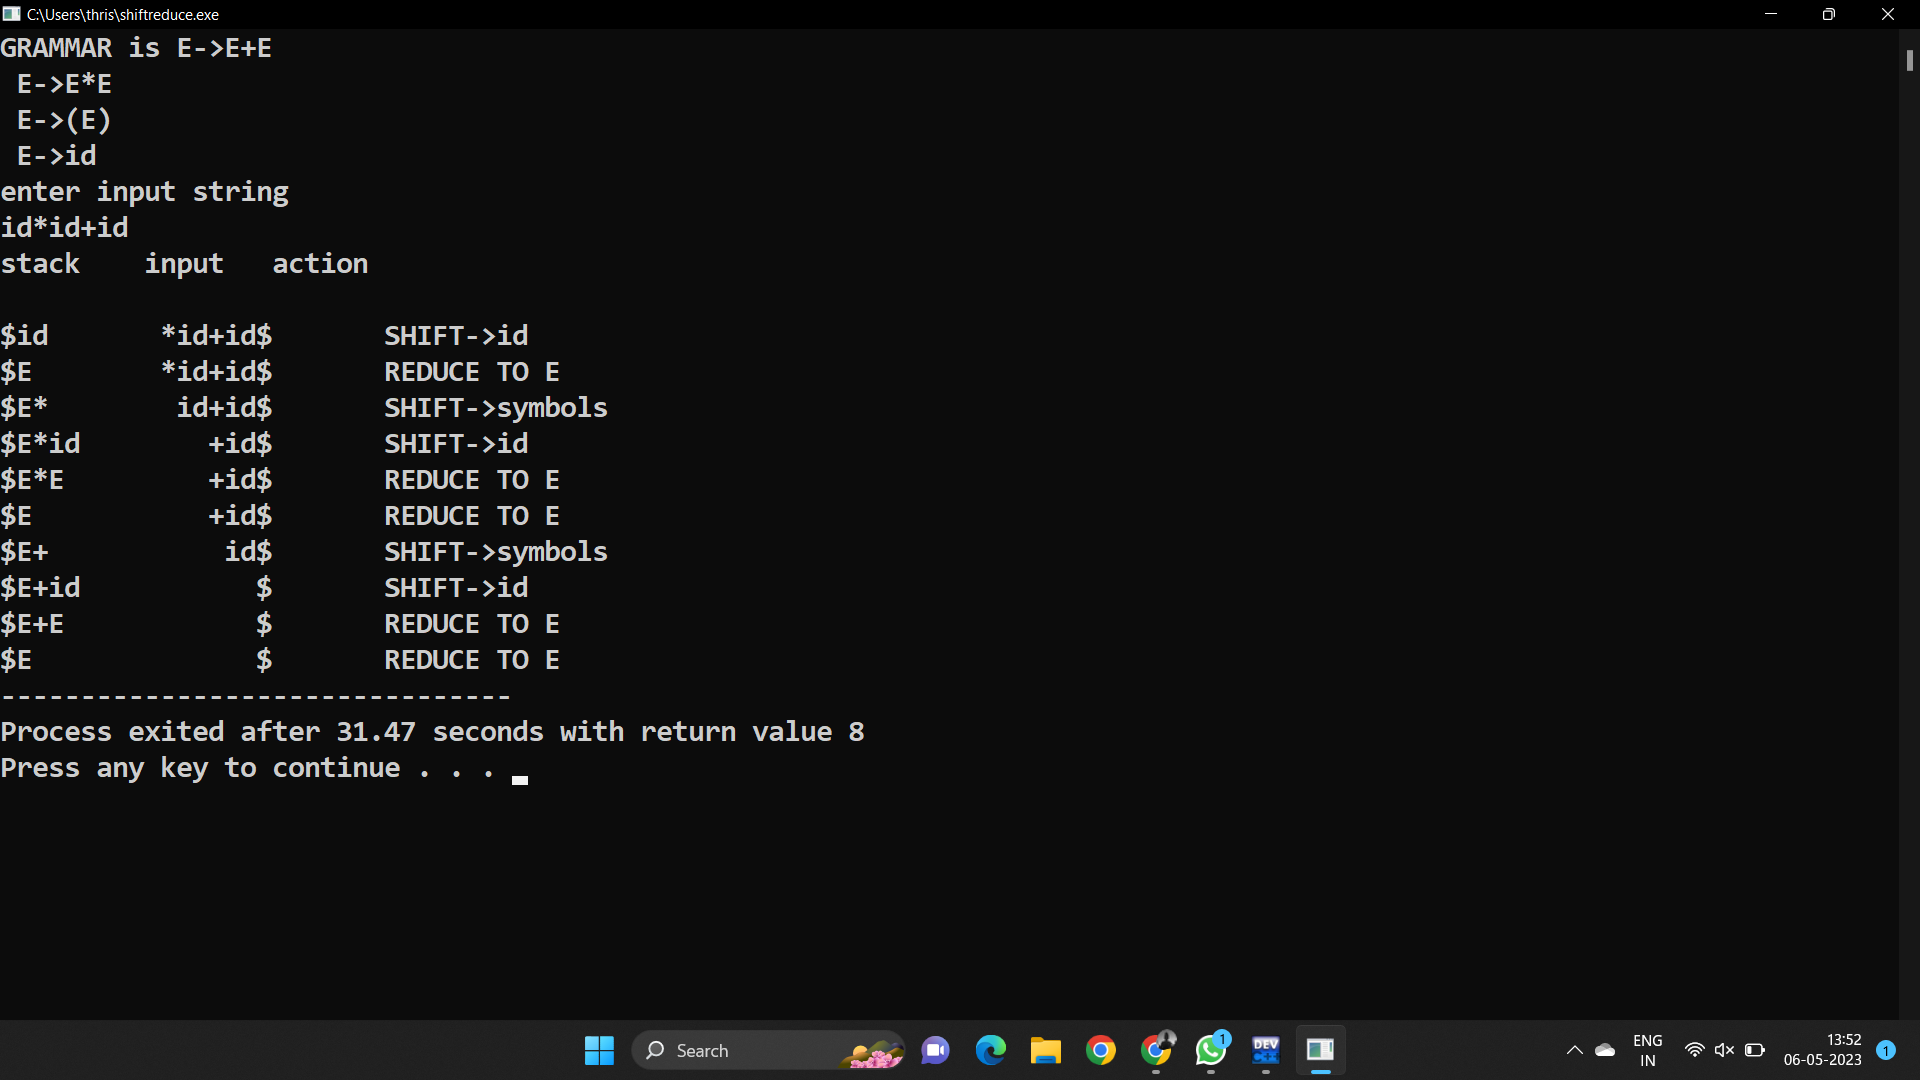 C:\Users\thris\shiftreduce.exe
GRAMMAR is E->E+E
 E->E*E
 E->(E)
 E->id
enter input string
id*id+id
stack    input   action

$id       *id+id$       SHIFT->id
$E        *id+id$       REDUCE TO E
$E*        id+id$       SHIFT->symbols
$E*id        +id$       SHIFT->id
$E*E         +id$       REDUCE TO E
$E           +id$       REDUCE TO E
$E+           id$       SHIFT->symbols
$E+id           $       SHIFT->id
$E+E            $       REDUCE TO E
$E              $       REDUCE TO E
--------------------------------
Process exited after 31.47 seconds with return value 8
Press any key to continue . . .
Search
1
DEV
C++
ENG
IN
13:52
06-05-2023
1